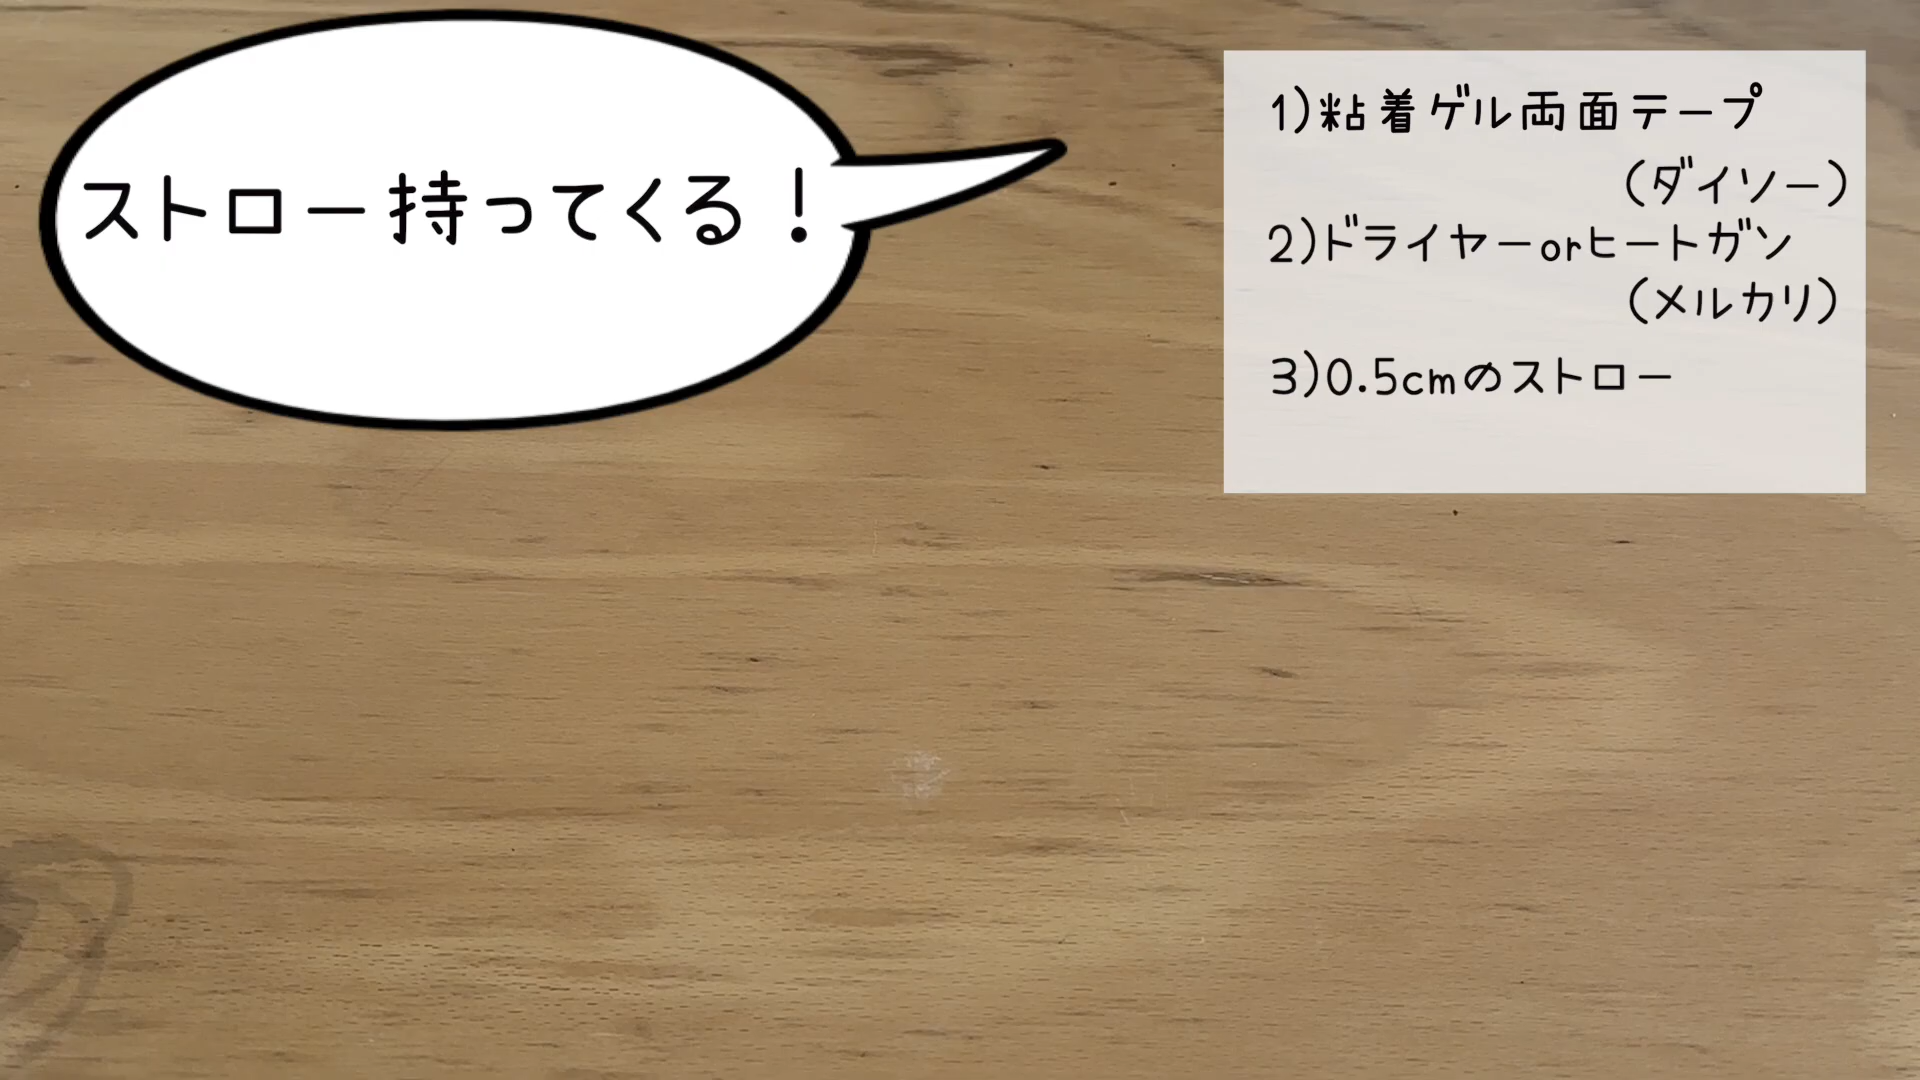 ストロー持ってくる！
1)粘着ゲル両面テープ
(ダイソー)
2)ドライヤーorヒートガン
(メルカリ)
3)0.5cmのストロー